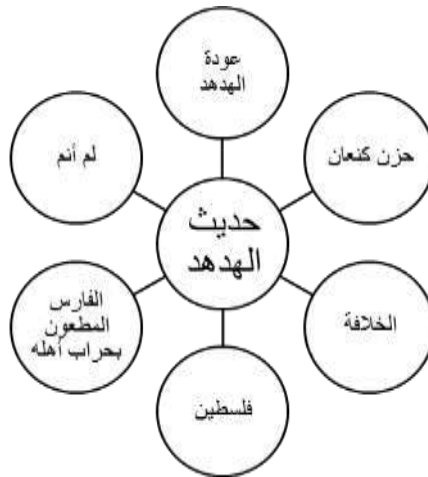 عودة
الهدهد
حزن كنعان
لم أنم
حديث
الهدهد
الخلافة
الفارس
المطعون
بحراب أهله
فلسطين